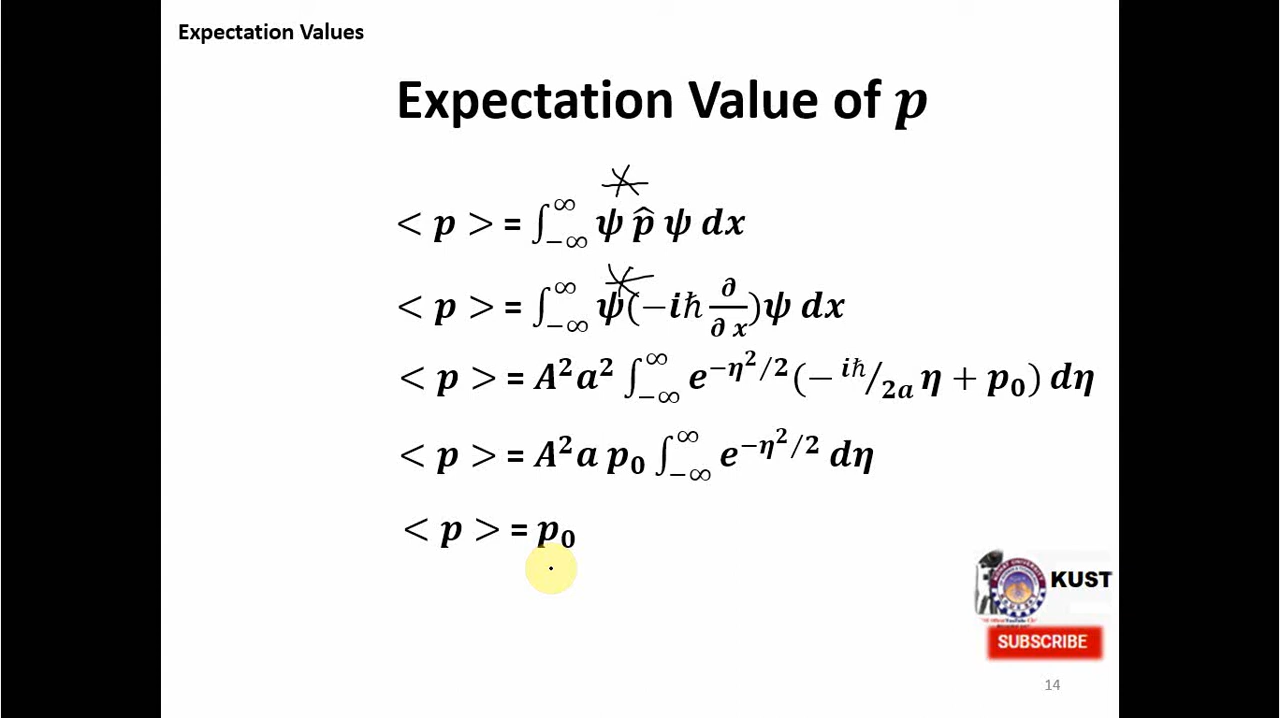 Expectation Values
Expectation Value of p
* *
< p > = ∫_{−∞}^{∞} ψ p̂ ψ dx
< p > = ∫_{−∞}^{∞} ψ(−iℏ ∂/∂x)ψ dx
< p > = A²a² ∫_{−∞}^{∞} e^{−η²/2}(− iℏ/2a η + p₀) dη
< p > = A²a p₀ ∫_{−∞}^{∞} e^{−η²/2} dη
< p > = p₀
KUST
SUBSCRIBE
14